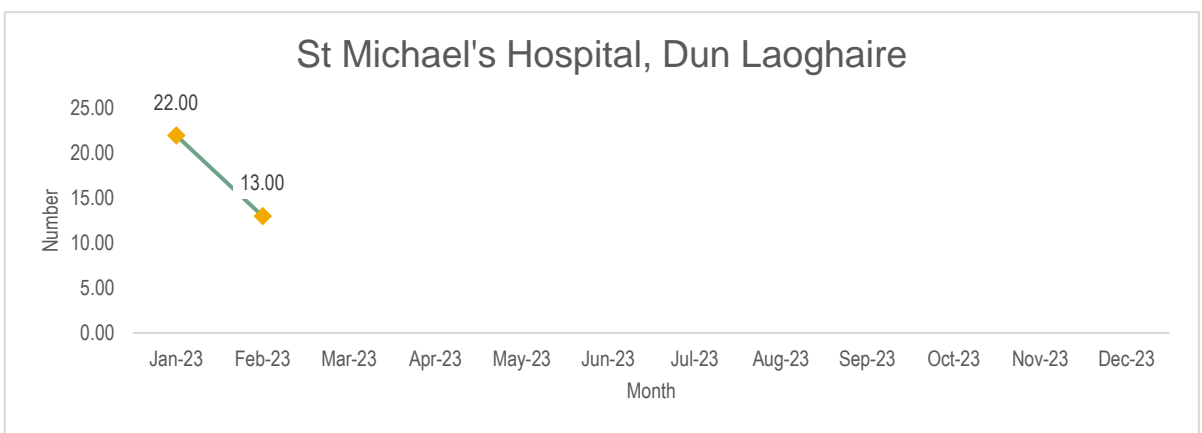 St Michael's Hospital, Dun Laoghaire
25.00
22.00
20.00
15.00
13.00
10.00
5.00
0.00
Number
Jan-23 Feb-23 Mar-23 Apr-23 May-23 Jun-23 Jul-23 Aug-23 Sep-23 Oct-23 Nov-23 Dec-23
Month